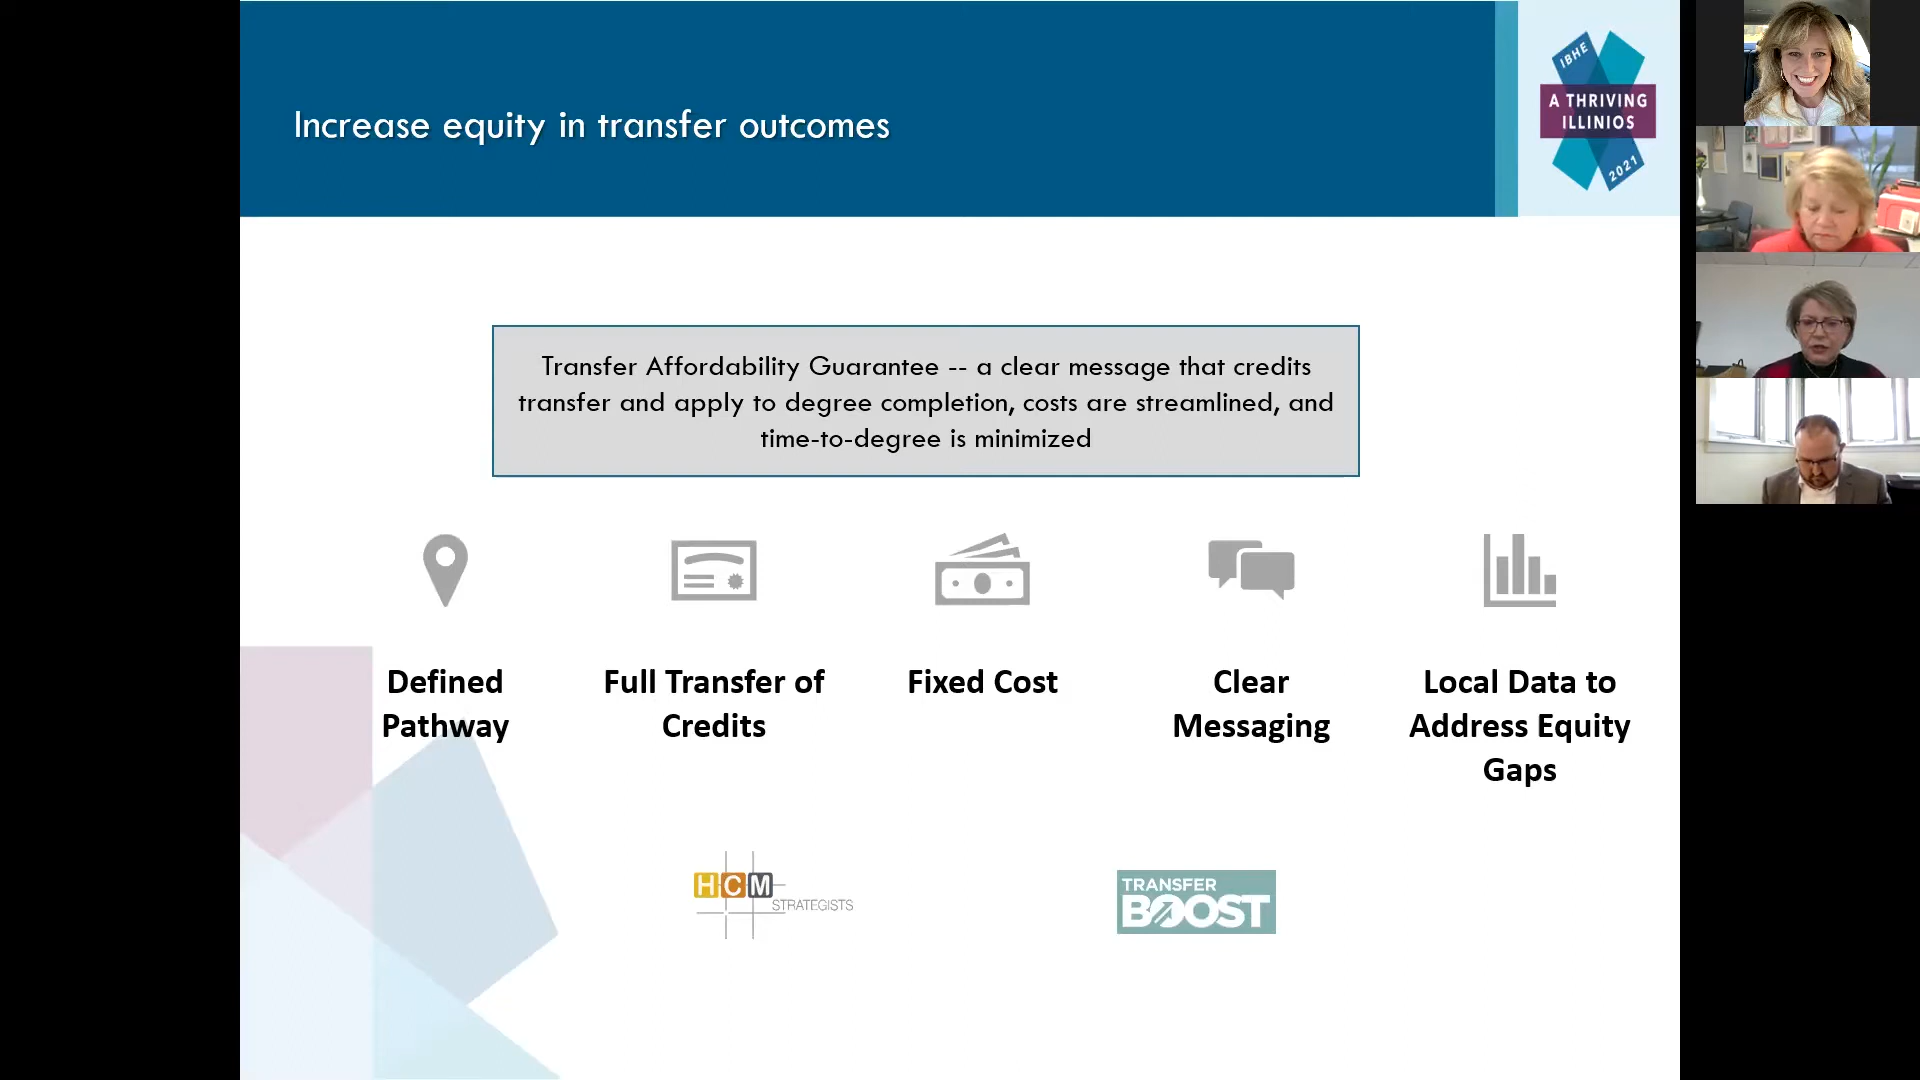 Increase equity in transfer outcomes
IBHE
A THRIVING
ILLINIOS
2021
Transfer Affordability Guarantee -- a clear message that credits
transfer and apply to degree completion, costs are streamlined, and
time-to-degree is minimized
Defined
Pathway
Full Transfer of
Credits
Fixed Cost
Clear
Messaging
Local Data to
Address Equity
Gaps
HCM
STRATEGISTS
TRANSFER
BOOST